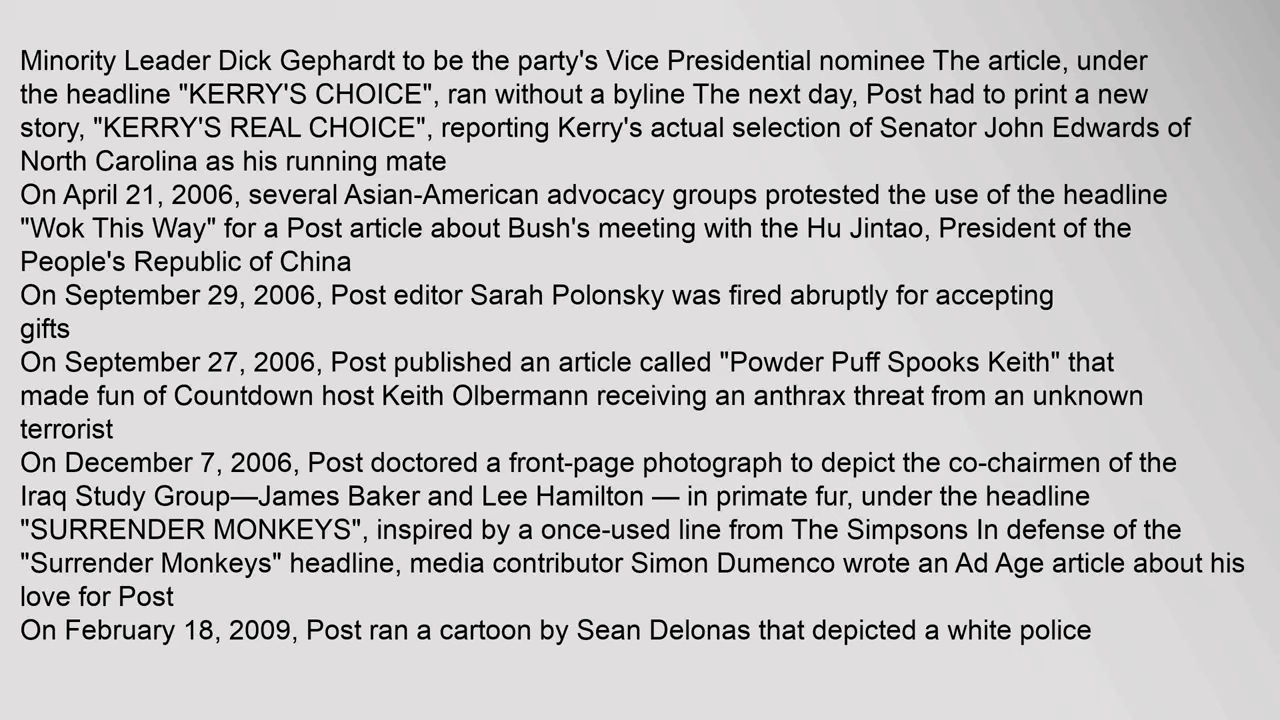 Minority Leader Dick Gephardt to be the party's Vice Presidential nominee The article, under
the headline "KERRY'S CHOICE", ran without a byline The next day, Post had to print a new
story, "KERRY'S REAL CHOICE", reporting Kerry's actual selection of Senator John Edwards of
North Carolina as his running mate
On April 21, 2006, several Asian-American advocacy groups protested the use of the headline
"Wok This Way" for a Post article about Bush's meeting with the Hu Jintao, President of the
People's Republic of China
On September 29, 2006, Post editor Sarah Polonsky was fired abruptly for accepting
gifts
On September 27, 2006, Post published an article called "Powder Puff Spooks Keith" that
made fun of Countdown host Keith Olbermann receiving an anthrax threat from an unknown
terrorist
On December 7, 2006, Post doctored a front-page photograph to depict the co-chairmen of the
Iraq Study Group—James Baker and Lee Hamilton — in primate fur, under the headline
"SURRENDER MONKEYS", inspired by a once-used line from The Simpsons In defense of the
"Surrender Monkeys" headline, media contributor Simon Dumenco wrote an Ad Age article about his
love for Post
On February 18, 2009, Post ran a cartoon by Sean Delonas that depicted a white police